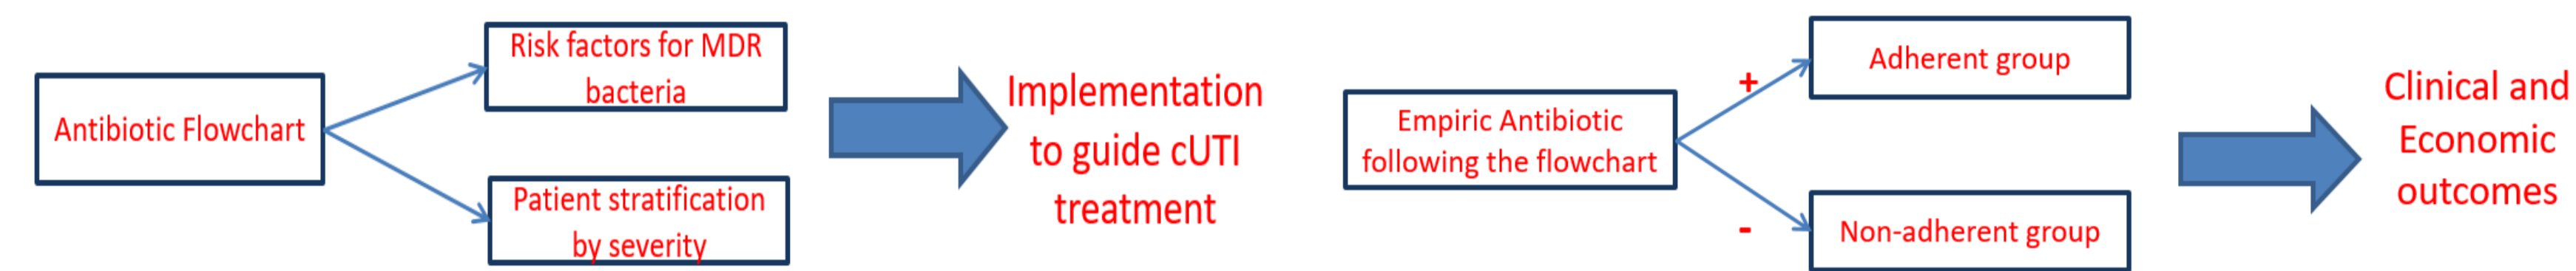 Antibiotic Flowchart
Risk factors for MDR
bacteria
Patient stratification
by severity
Implementation
to guide cUTI
treatment
Empiric Antibiotic
following the flowchart
+
Adherent group
-
Non-adherent group
Clinical and
Economic
outcomes